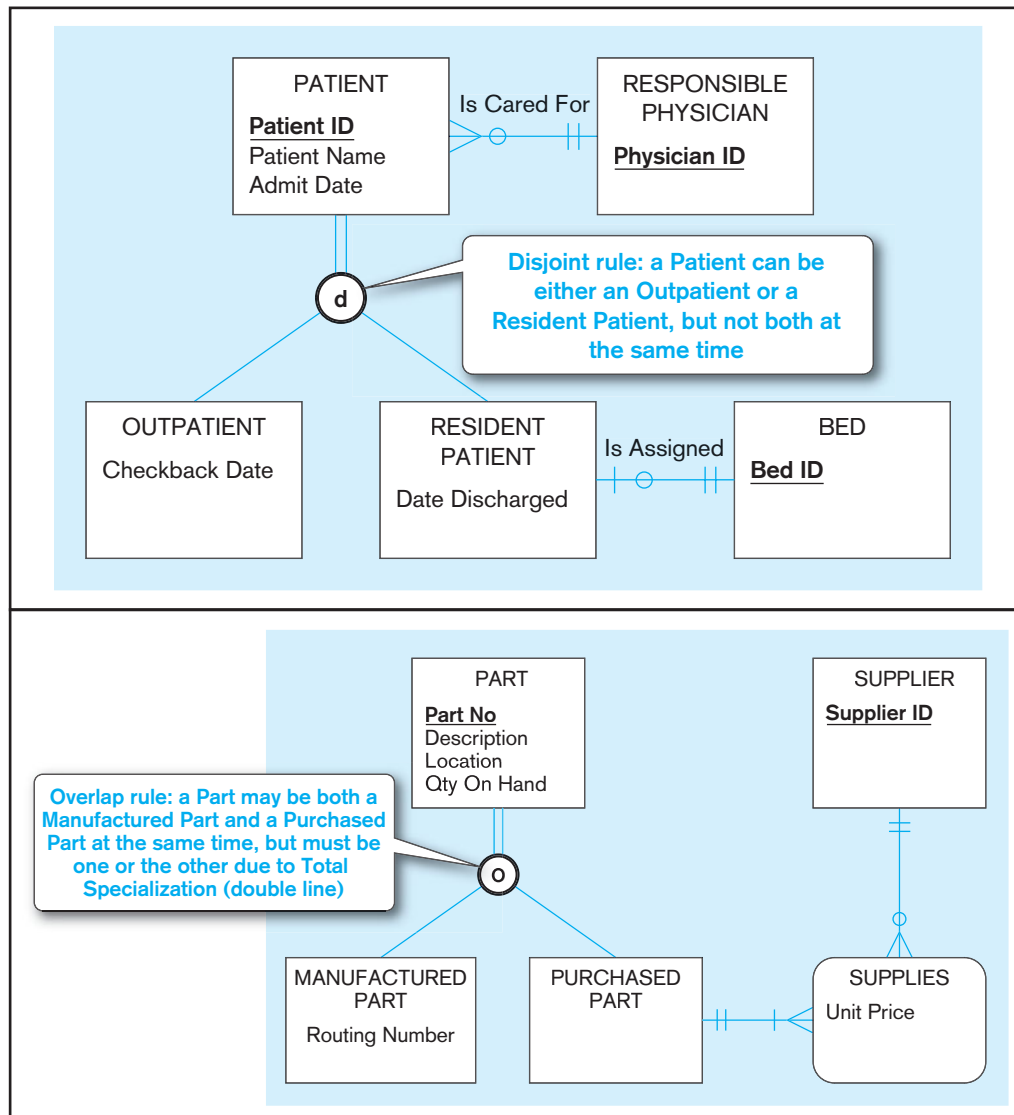 PATIENT
Patient ID
Patient Name
Admit Date
Is Cared For
RESPONSIBLE
PHYSICIAN
Physician ID
d
Disjoint rule: a Patient can be
either an Outpatient or a
Resident Patient, but not both at
the same time
OUTPATIENT
Checkback Date
RESIDENT
PATIENT
Date Discharged
Is Assigned
BED
Bed ID
PART
Part No
Description
Location
Qty On Hand
SUPPLIER
Supplier ID
Overlap rule: a Part may be both a
Manufactured Part and a Purchased
Part at the same time, but must be
one or the other due to Total
Specialization (double line)
O
MANUFACTURED
PART
Routing Number
PURCHASED
PART
SUPPLIES
Unit Price